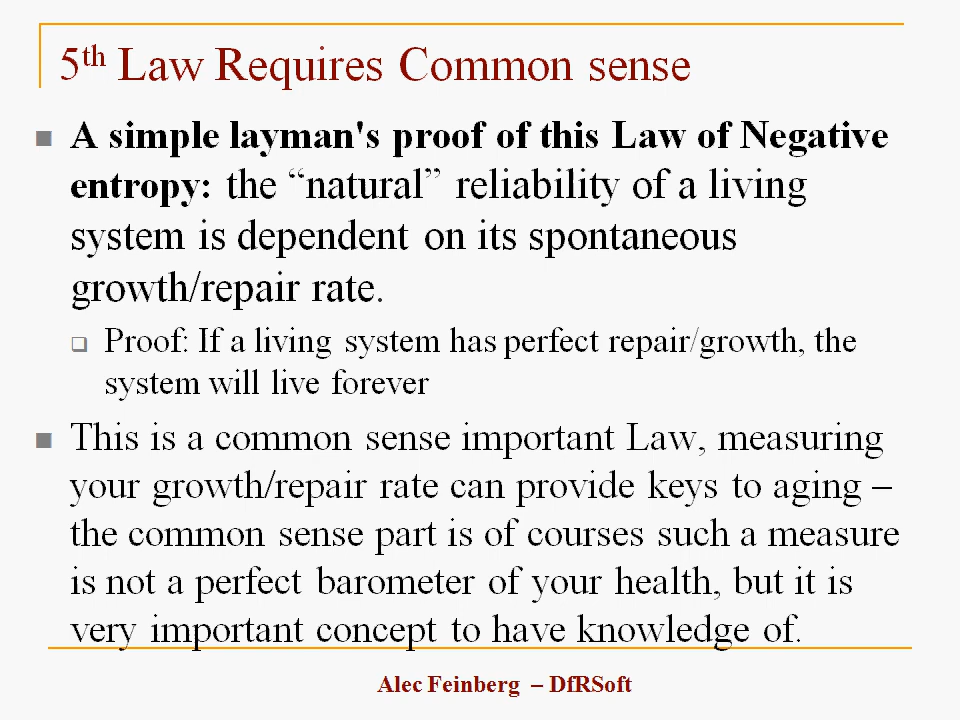 5th Law Requires Common sense
A simple layman's proof of this Law of Negative
entropy: the “natural” reliability of a living
system is dependent on its spontaneous
growth/repair rate.
Proof: If a living system has perfect repair/growth, the
system will live forever
This is a common sense important Law, measuring
your growth/repair rate can provide keys to aging –
the common sense part is of courses such a measure
is not a perfect barometer of your health, but it is
very important concept to have knowledge of.
Alec Feinberg – DfRSoft